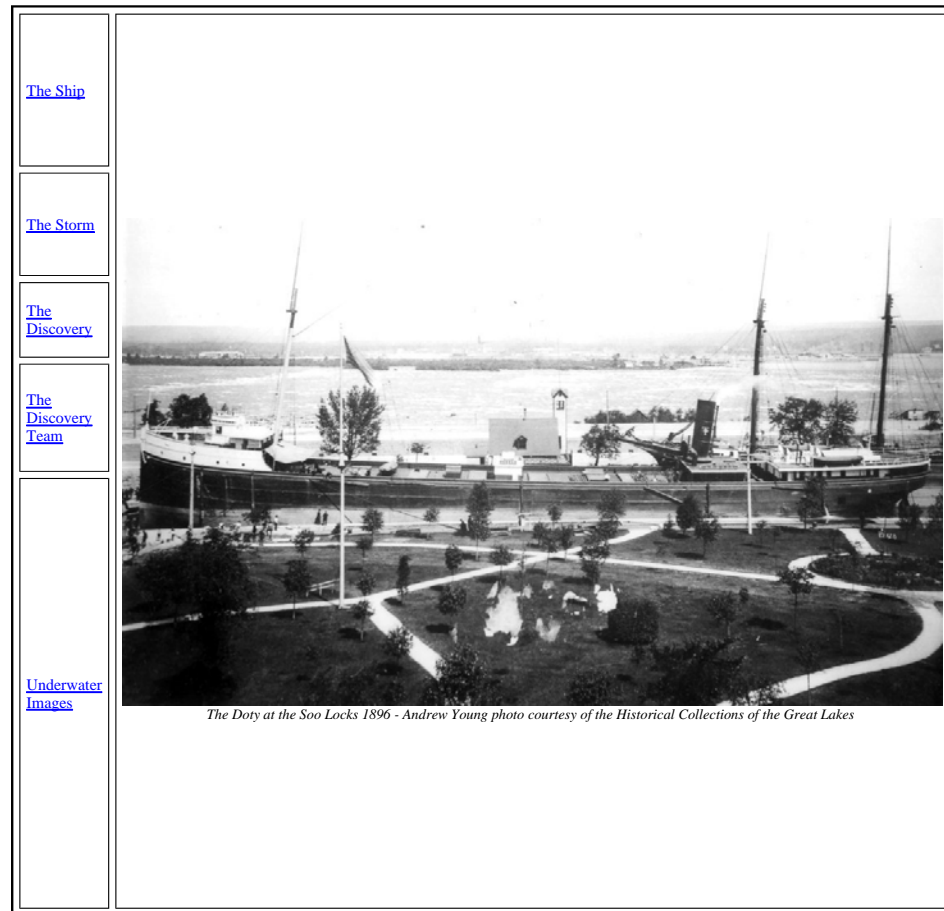 The Ship
The Storm
The
Discovery
The
Discovery
Team
Underwater
Images
The Doty at the Soo Locks 1896 - Andrew Young photo courtesy of the Historical Collections of the Great Lakes